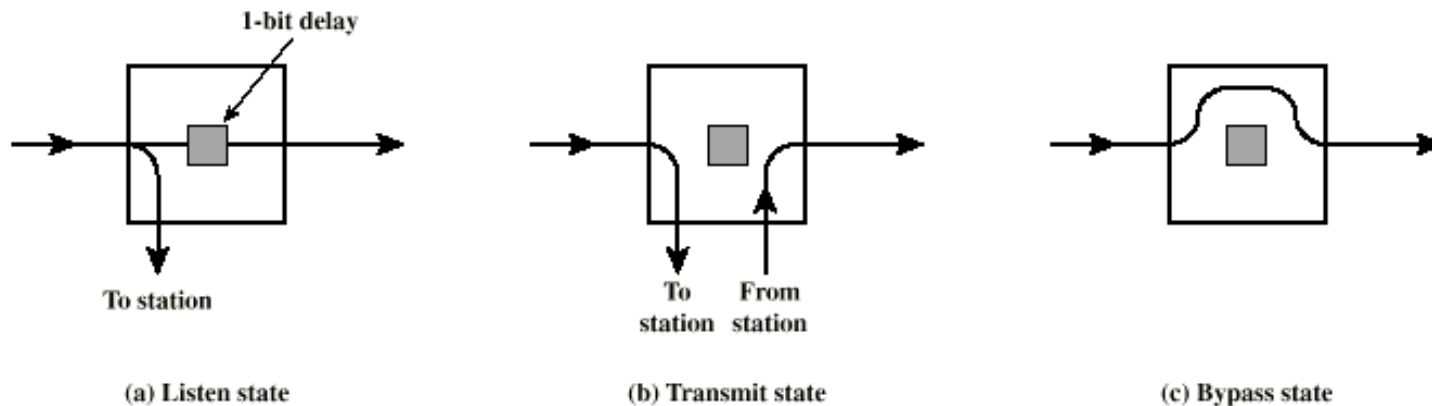 1-bit delay
To station
To
station
From
station
(a) Listen state
(b) Transmit state
(c) Bypass state